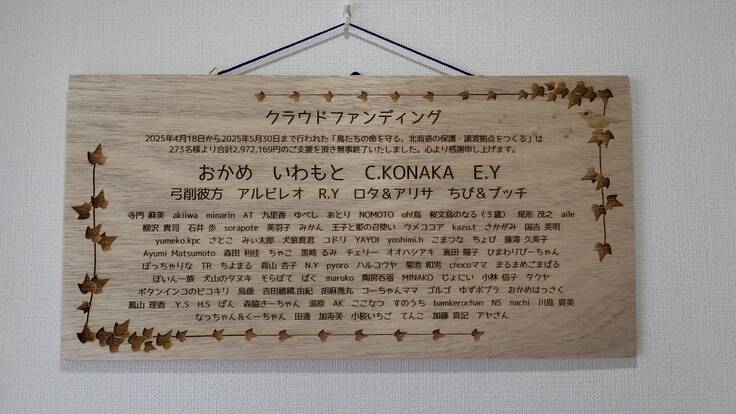 クラウドファンディング
2025年4月18日から2025年5月30日まで行われた「鳥たちの命を守る、北海道の保護・譲渡拠点をつくる」は
273名様より合計2,972,169円のご支援を頂き無事終了いたしました。心より感謝申し上げます。
おかめ いわもと C.KONAKA E.Y
弓削彼方 アルビレオ R.Y ロタ＆アリサ ちび＆プッチ
寺門 麻美 akiiwa minarin AT 九里香 ゆべし あとり NOMOTO oh!鳥 桜文鳥のなる（5歳） 尾形 茂之 aile
柳沢 貴司 石井 歩 sorapote 美羽子 みかん 王子と姫の召使い ウメココア kazu.t さかがみ 国吉 英明
yumeko.kpc さとこ みぃ太郎 犬猿真君 コドリ YAYOI yoshimi.h こまつな ちょび 藤澤 久美子
Ayumi Matsumoto 森田 利佳 ちゃこ 黒崎 るみ チェリー オオハシアキ 嶌田 陽子 ひまわりぴーちゃん
ぽっちゃりな TR ちよまる 背山 杏子 N.Y pyoro ハルコウヤ 菊池 和男 chocoママ まるまめごまぱる
ぽいん一族 犬山のタヌキ そらぽて ぱく maruko 陶房呑器 MINAKO じょにい 小林 倡子 タクヤ
ボタンインコのピコキリ 鳥爺 吉田穂積.由紀 胡麻幾丸 コーちゃんママ ゴルゴ ゆずポプラ おかめはっさく
鳳山 理香 Y.S H.S ぽん 森脇きーちゃん 湯原 AK ここなつ すのうち bamkerochan NS nachi 川島 真美
なっちゃん＆くーちゃん 田邊 加寿美 小桜いちご てんこ 加藤 真記 アヤさん